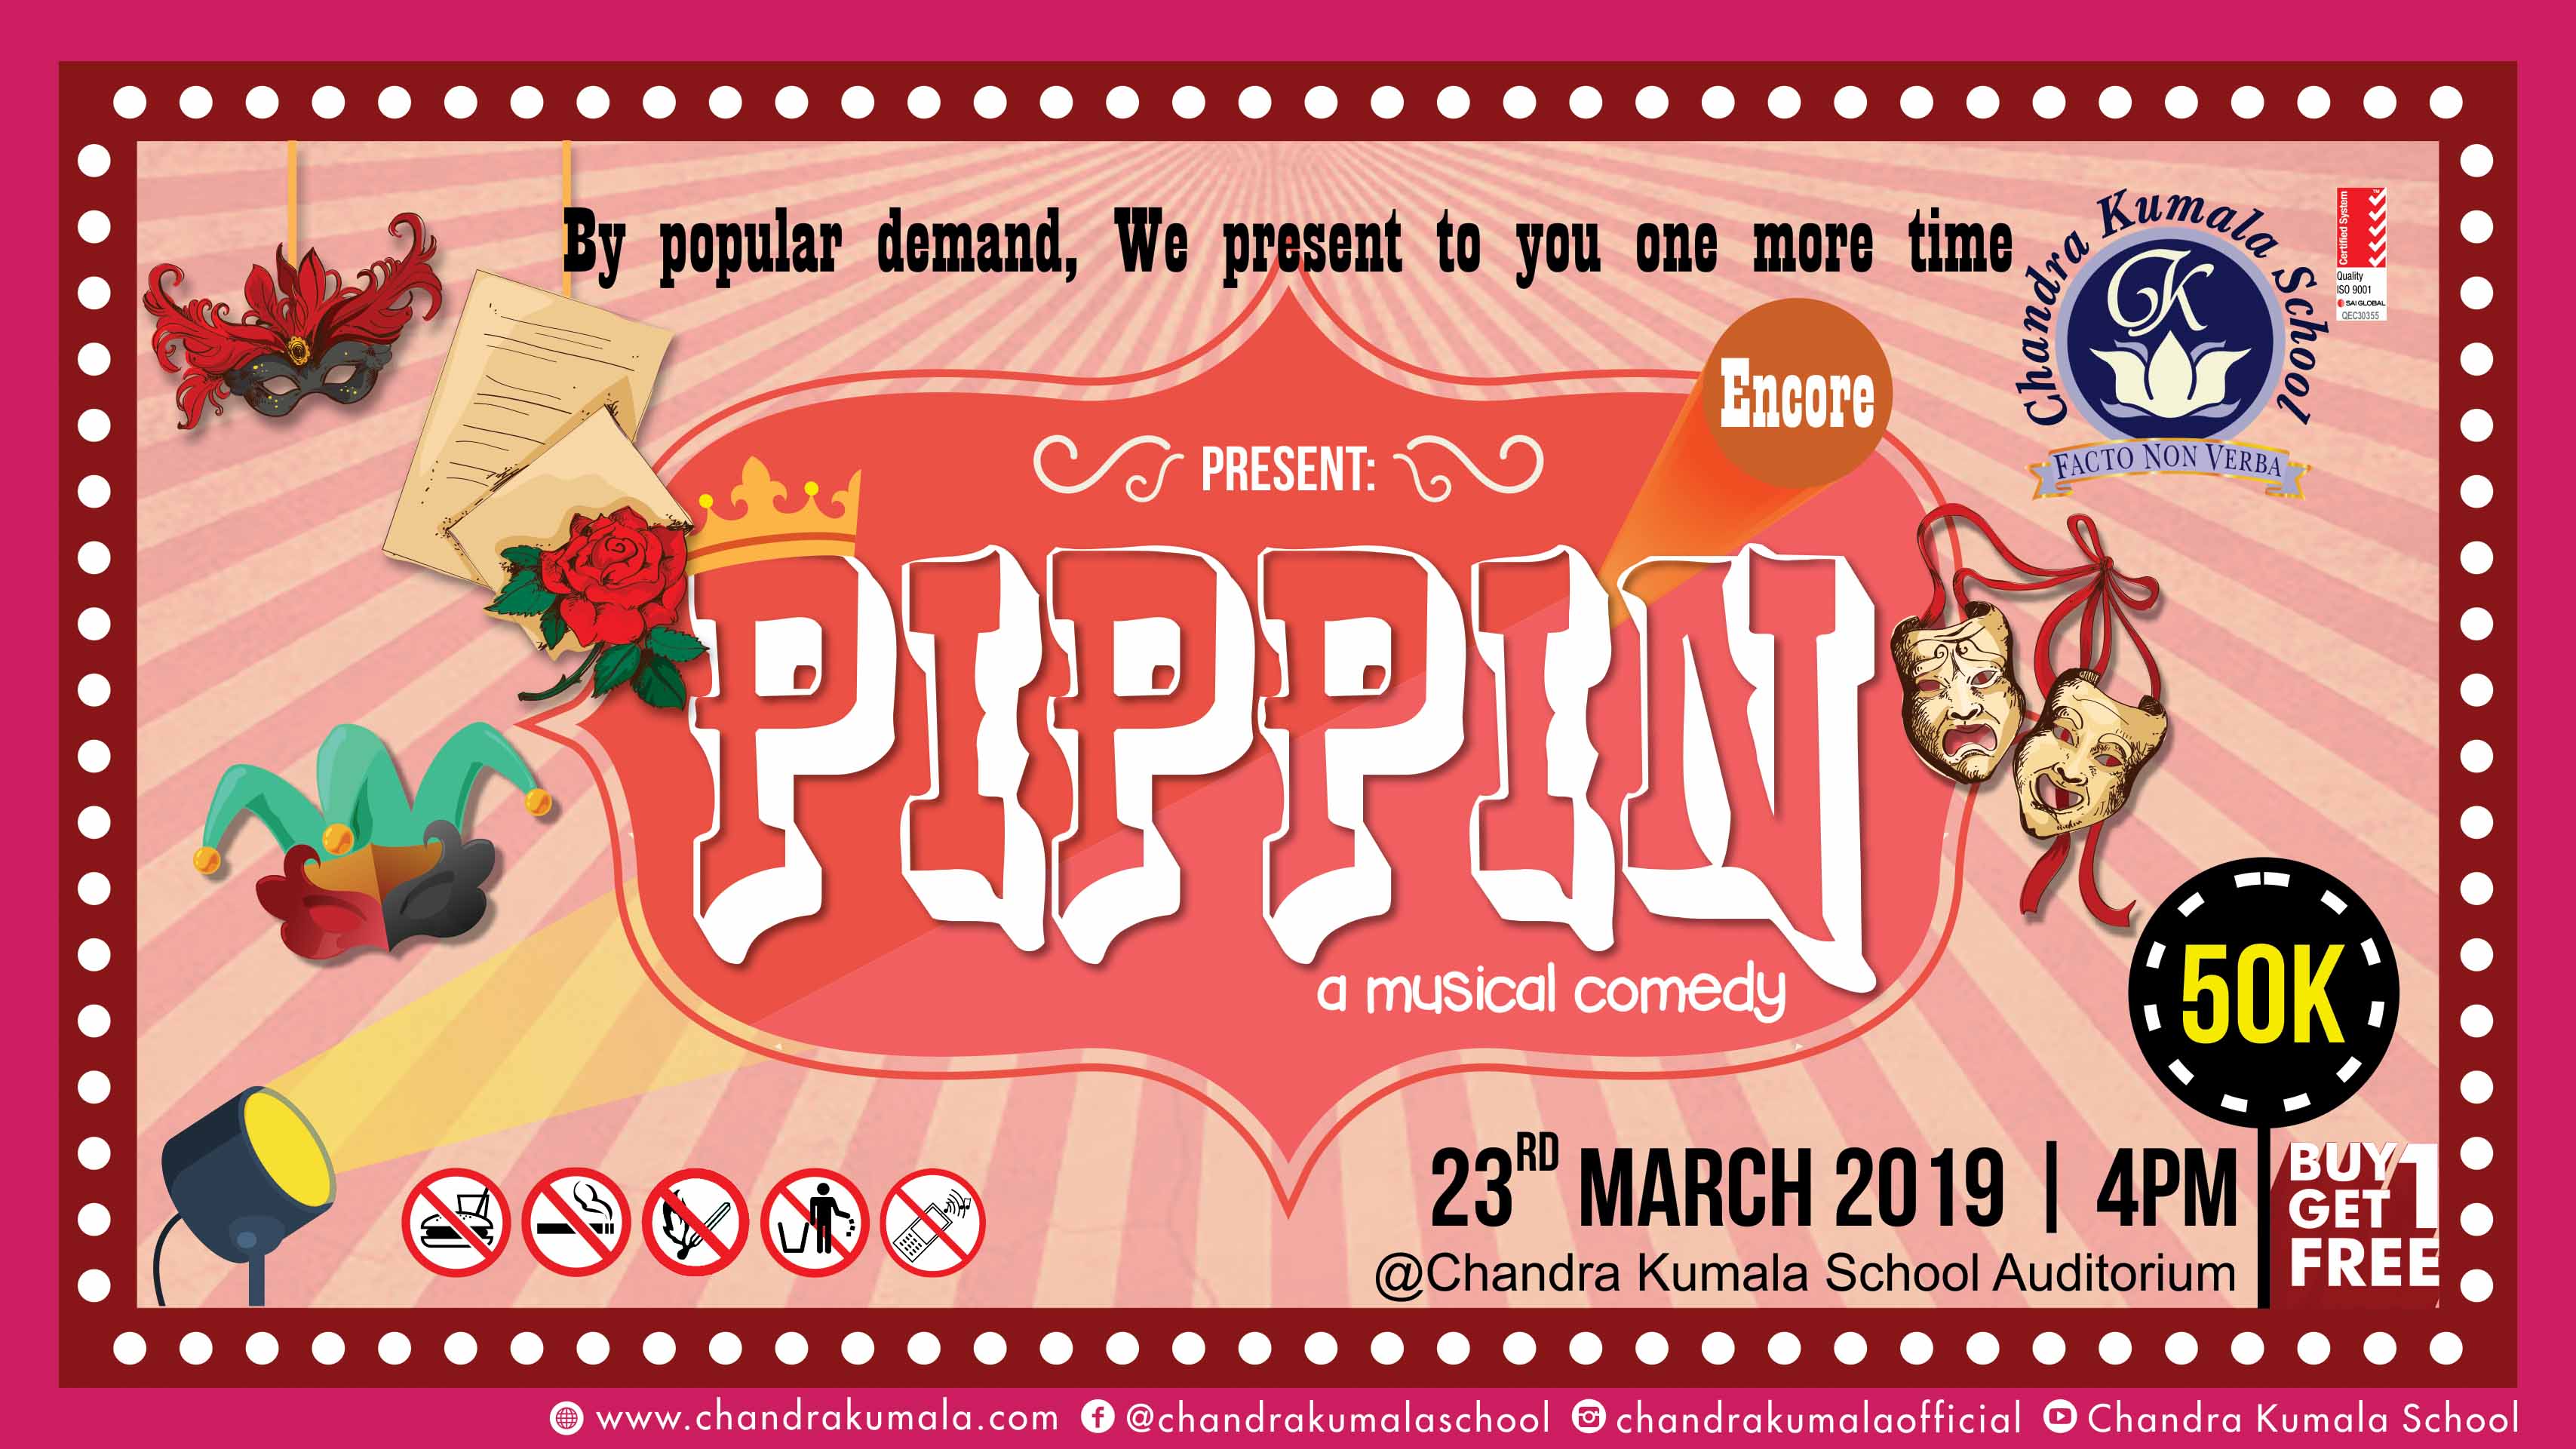 By popular demand, We present to you one more time
Chandra Kumala School
CK
FACTO NON VERBA
Certified System
TM
Quality
ISO 9001
SAI GLOBAL
QEC30355
Encore
PRESENT:
PIPPIN
a musical comedy
50K
23RD MARCH 2019 | 4PM
@Chandra Kumala School Auditorium
BUY 1
GET
FREE
www.chandrakumala.com @chandrakumalaschool chandrakumalaofficial Chandra Kumala School